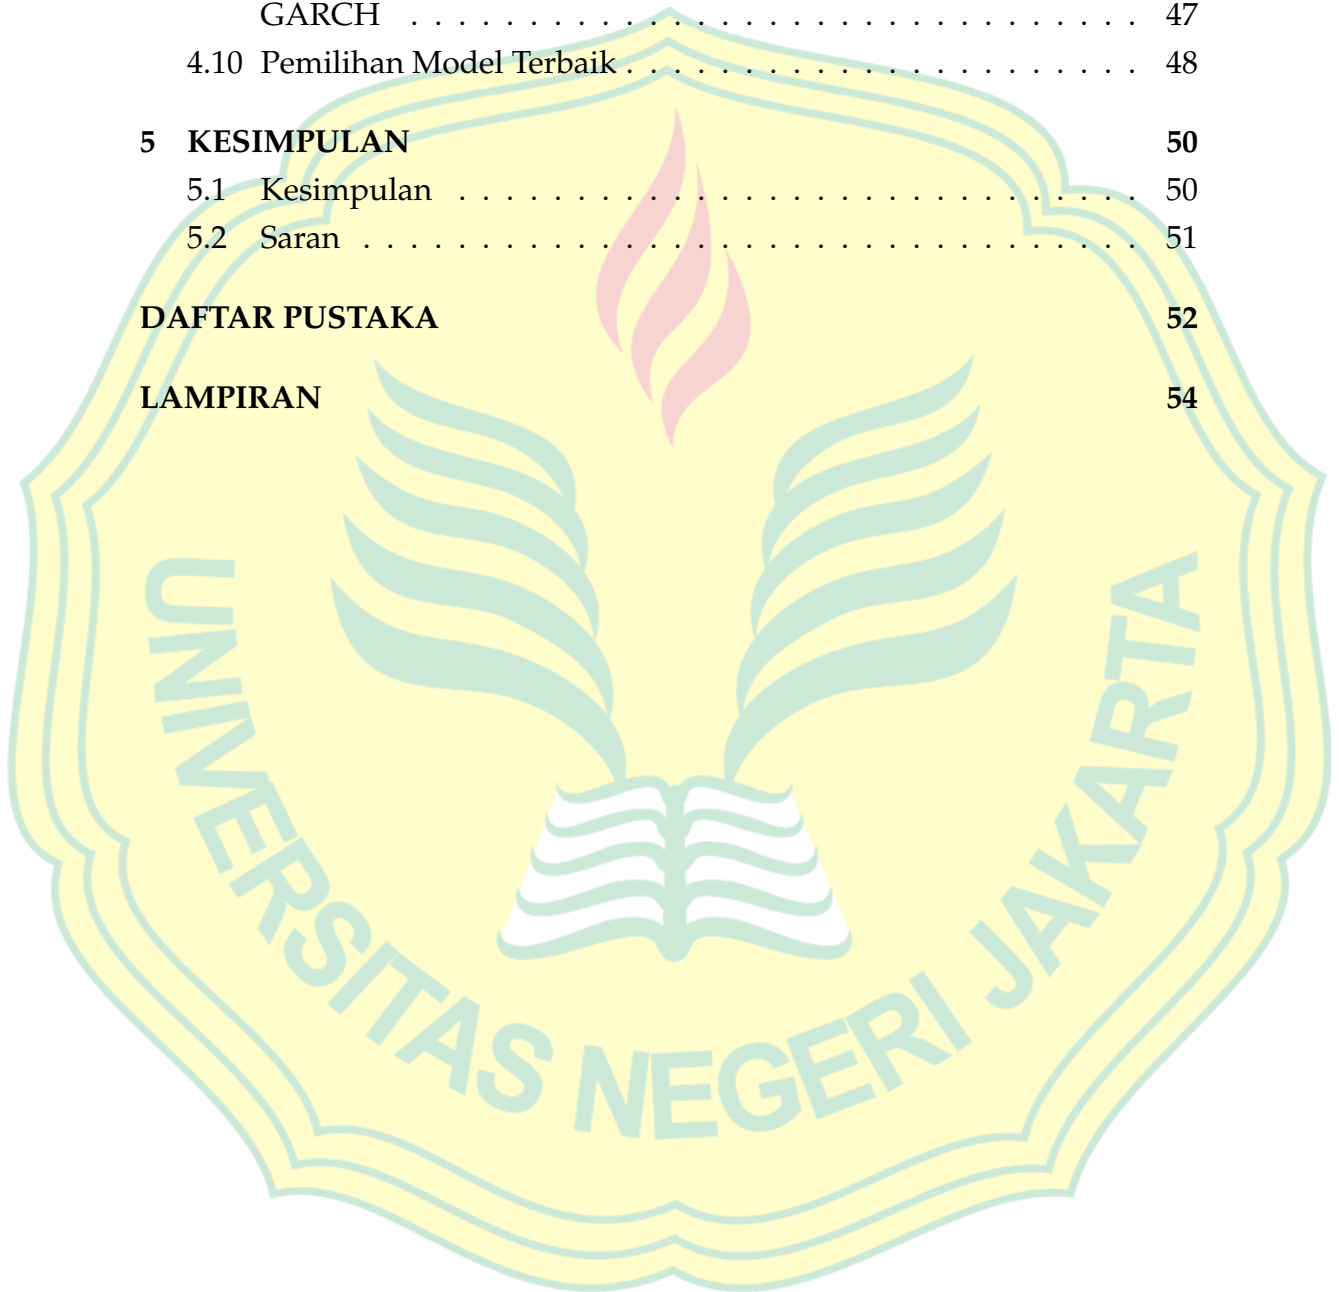 GARCH . . . . . . . . . . . . . . . . . . . . . . . . . . . . . . . 47
4.10 Pemilihan Model Terbaik . . . . . . . . . . . . . . . . . . . . . . 48
5 KESIMPULAN 50
5.1 Kesimpulan . . . . . . . . . . . . . . . . . . . . . . . . . . . . . 50
5.2 Saran . . . . . . . . . . . . . . . . . . . . . . . . . . . . . . . . . 51
DAFTAR PUSTAKA 52
LAMPIRAN 54
UNIVERSITAS NEGERI JAKARTA